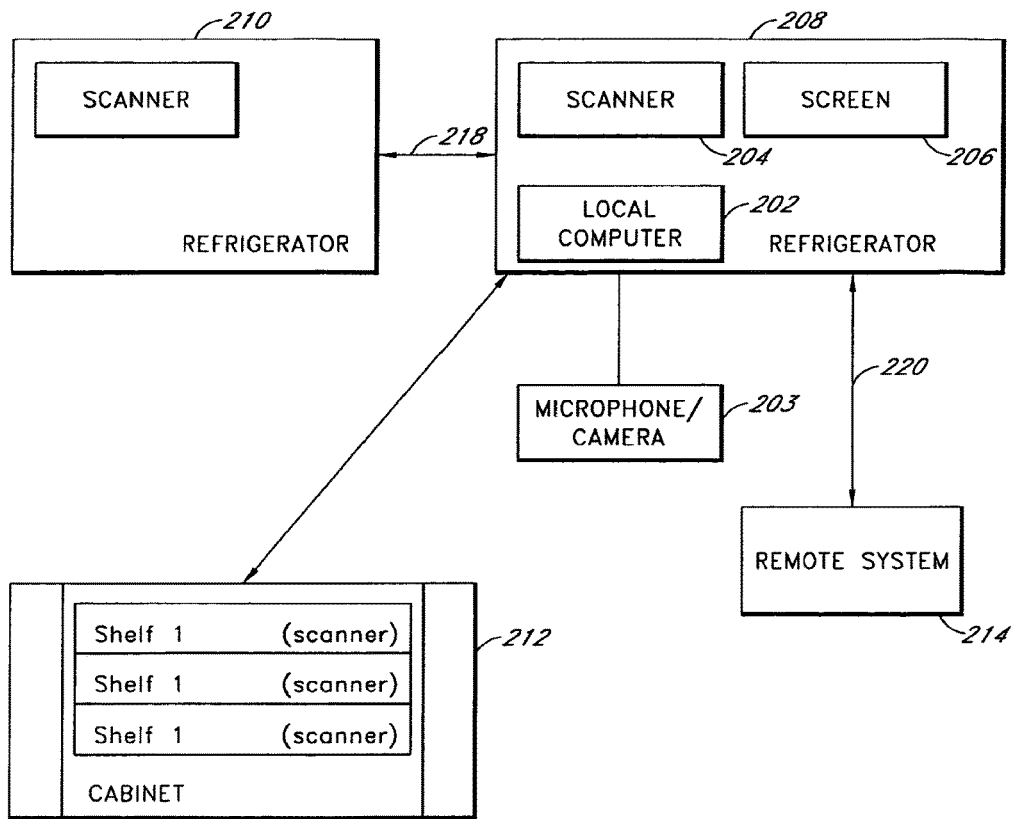 210
SCANNER
REFRIGERATOR
218
208
SCANNER
204
SCREEN
206
LOCAL
COMPUTER
202
REFRIGERATOR
MICROPHONE/
CAMERA
203
220
REMOTE SYSTEM
214
Shelf 1 (scanner)
Shelf 1 (scanner)
Shelf 1 (scanner)
CABINET
212